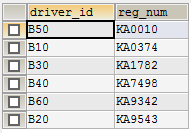 driver_id reg_num
B50 KA0010
B10 KA0374
B30 KA1782
B40 KA7498
B60 KA9342
B20 KA9543